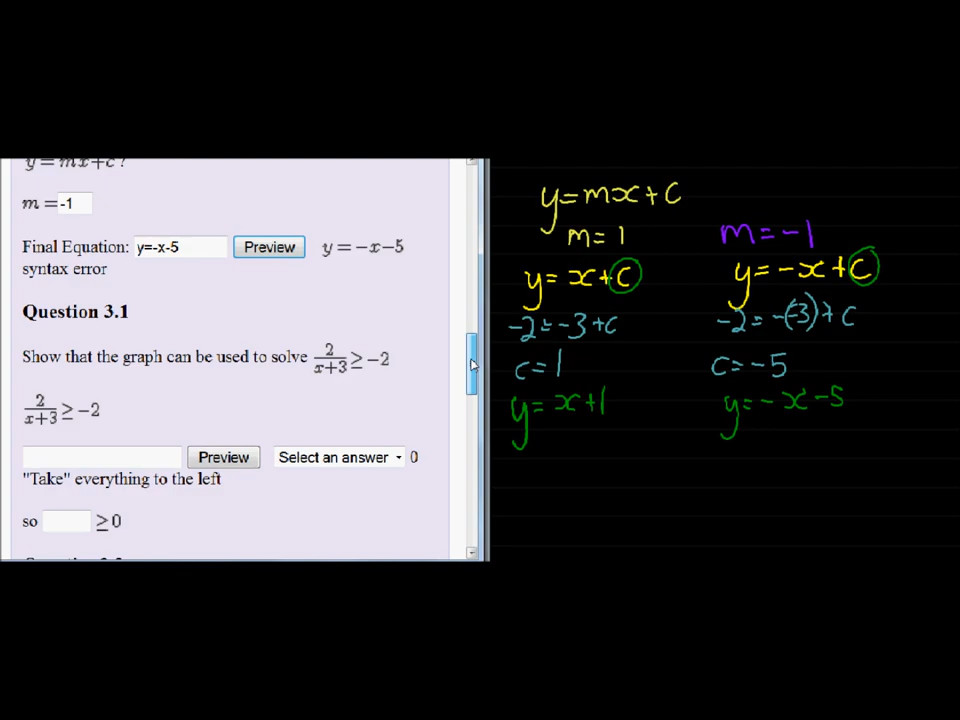 y = mx+c ?
m = -1
Final Equation: y=-x-5 Preview y = -x-5
syntax error
Question 3.1
Show that the graph can be used to solve 2/(x+3) ≥ -2
2/(x+3) ≥ -2
Preview Select an answer 0
"Take" everything to the left
so ≥ 0
y = mx + c
m = 1
y = x + c
-2 = -3 + c
c = 1
y = x + 1
m = -1
y = -x + c
-2 = -(-3) + c
c = -5
y = -x - 5